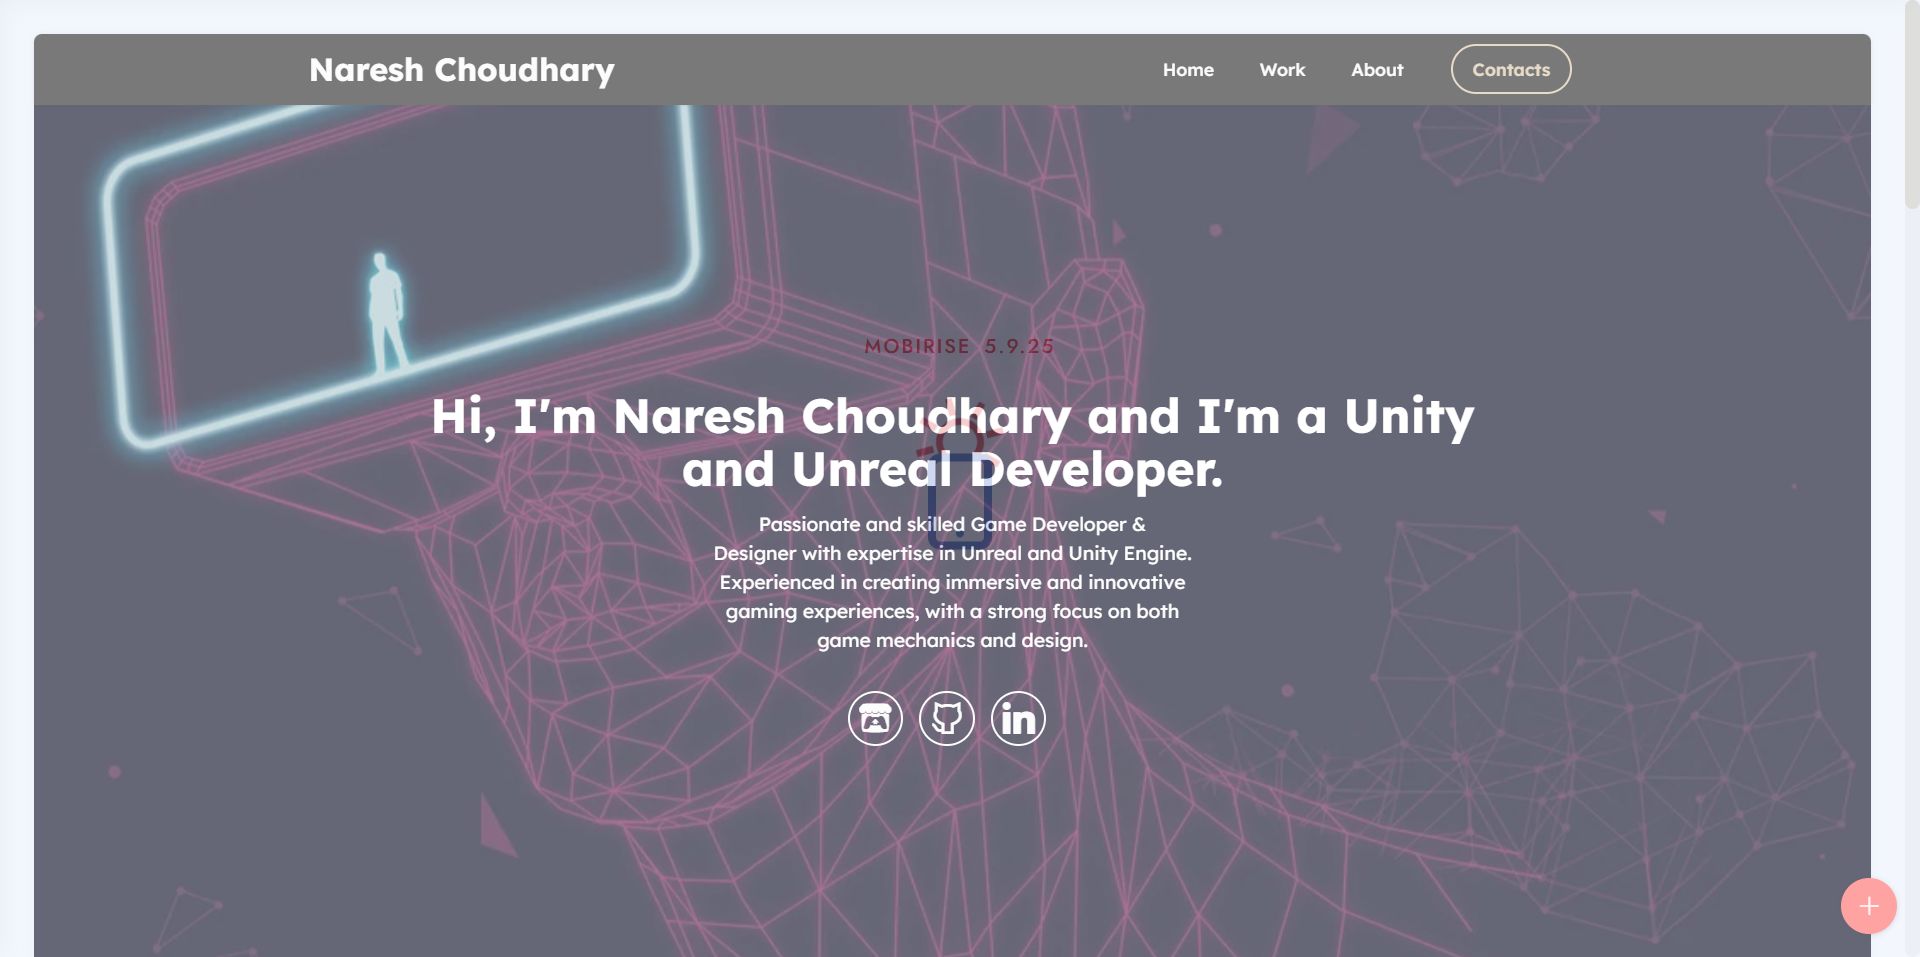 Naresh Choudhary
Home Work About Contacts
MOBIRISE 5.9.25
Hi, I'm Naresh Choudhary and I'm a Unity
and Unreal Developer.
Passionate and skilled Game Developer &
Designer with expertise in Unreal and Unity Engine.
Experienced in creating immersive and innovative
gaming experiences, with a strong focus on both
game mechanics and design.
in